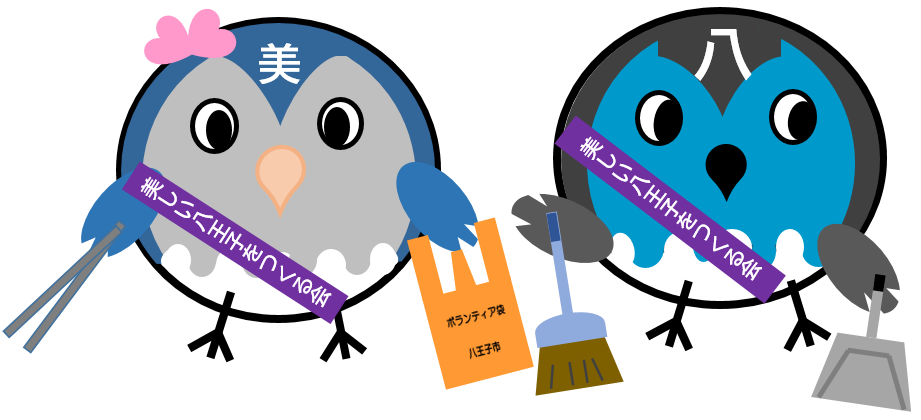 美
八
美しい八王子をつくる会
美しい八王子をつくる会
ボランティア袋
八王子市